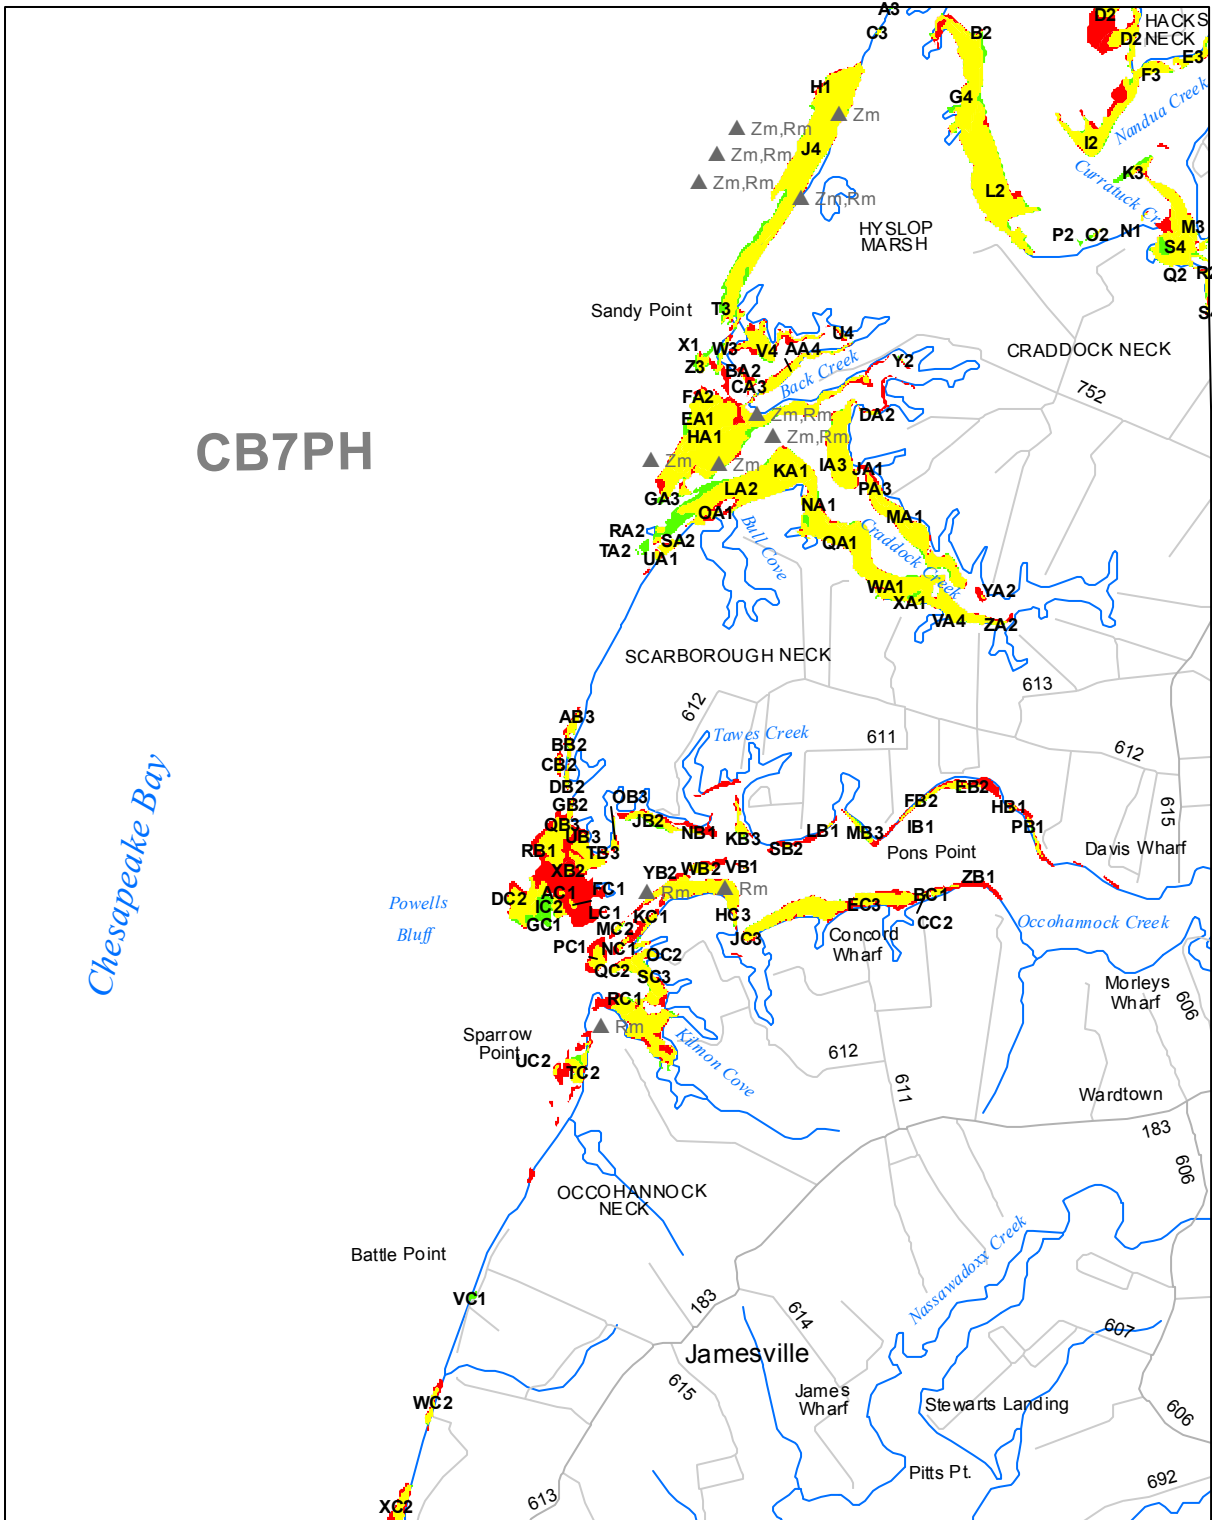 A3
D2
HACKS
C3
B2
D2 NECK
E3
F3
H1
G4
Nandua Creek
Zm
Zm,Rm
I2
J4
Zm,Rm
K3
Zm,Rm
L2
Curratuck Cr
Zm,Rm
HYSLOP
MARSH
P2
O2
N1
M3
S4
Q2
Sandy Point
T3
U4
X1
W3
V4
AA4
CRADDOCK NECK
Z3
BA2
Y2
CA3
Back Creek
752
FA2
EA1
Zm,Rm
DA2
CB7PH
HA1
Zm,Rm
Zm
Zm
KA1
IA3
JA1
GA3
LA2
PA3
OA1
NA1
MA1
RA2
SA2
Bull Cove
QA1
Craddock Creek
TA2
UA1
WA1
YA2
XA1
VA4
ZA2
SCARBOROUGH NECK
613
612
AB3
Tawes Creek
611
612
BB2
CB2
Chesapeake Bay
DB2
OB3
EB2
GB2
FB2
HB1
615
JB2
QB3
UB3
NB1
KB3
LB1
MB3
IB1
PB1
RB1
TB3
SB2
Pons Point
Davis Wharf
XB2
YB2
WB2
VB1
ZB1
DC2
AC1
FC1
Rm
Rm
BC1
Powells
Bluff
IC2
LC1
KC1
HC3
EC3
CC2
Occohannock Creek
GC1
MC2
JC3
Concord
Wharf
PC1
NC1
OC2
QC2
SC3
Morleys
Wharf
606
RC1
Sparrow
Point
Rm
Kilmon Cove
612
UC2
TC2
611
Wardtown
183
606
OCCOHANNOCK
NECK
Battle Point
Nassawadoxx Creek
VC1
183
614
607
Jamesville
615
James
Wharf
Stewarts Landing
WC2
606
Pitts Pt.
692
613
XC2